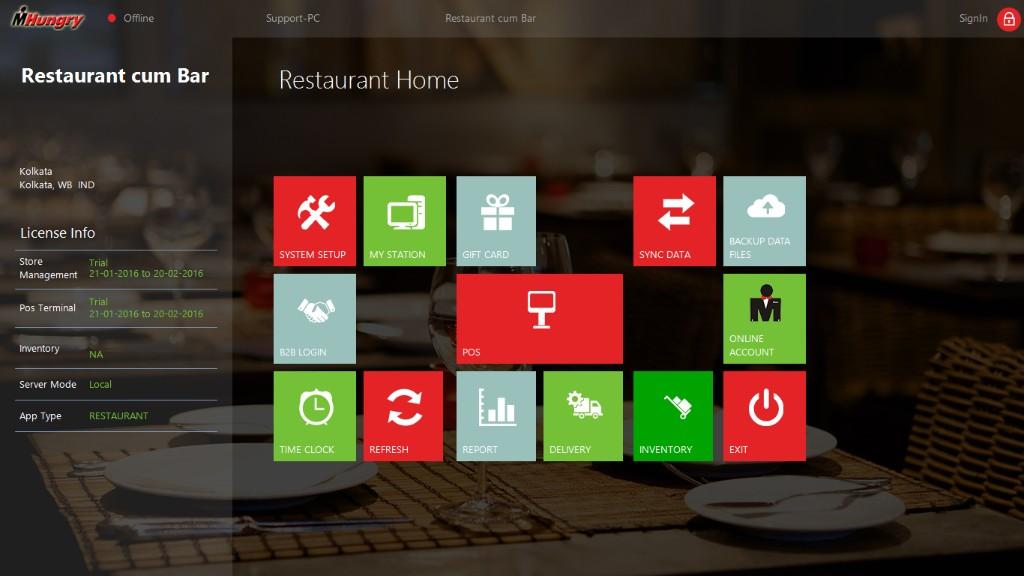 MHungry
Offline
Support-PC
Restaurant cum Bar
SignIn
Restaurant cum Bar
Kolkata
Kolkata, WB IND
License Info
Store Management
Trial
21-01-2016 to 20-02-2016
Pos Terminal
Trial
21-01-2016 to 20-02-2016
Inventory
NA
Server Mode
Local
App Type
RESTAURANT
Restaurant Home
SYSTEM SETUP
MY STATION
GIFT CARD
SYNC DATA
BACKUP DATA
FILES
B2B LOGIN
POS
M
ONLINE
ACCOUNT
TIME CLOCK
REFRESH
REPORT
DELIVERY
INVENTORY
EXIT